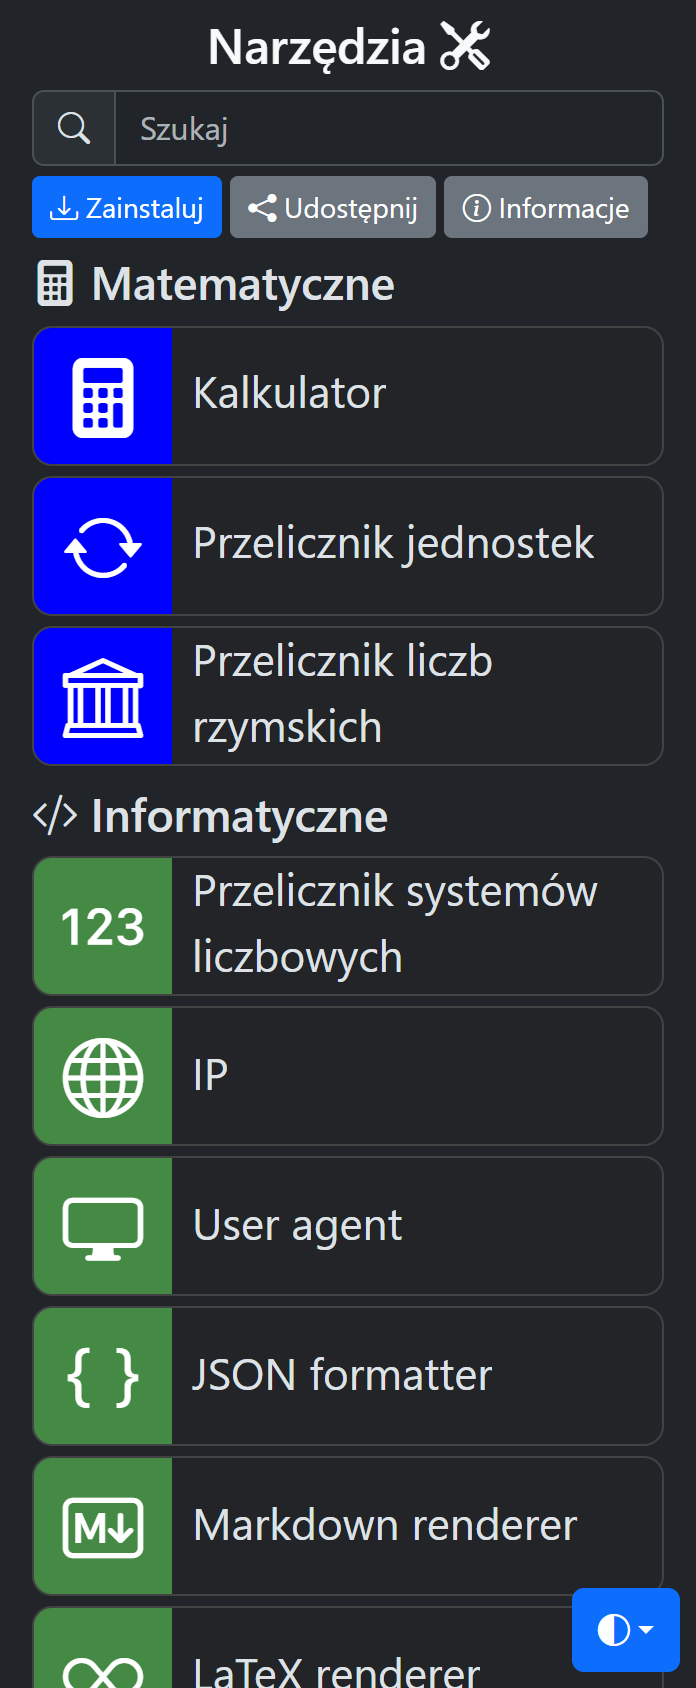 Narzędzia
Szukaj
Zainstaluj Udostępnij Informacje
Matematyczne
Kalkulator
Przelicznik jednostek
Przelicznik liczb
rzymskich
Informatyczne
123
Przelicznik systemów
liczbowych
IP
User agent
{ }
JSON formatter
M
Markdown renderer
LaTeX renderer